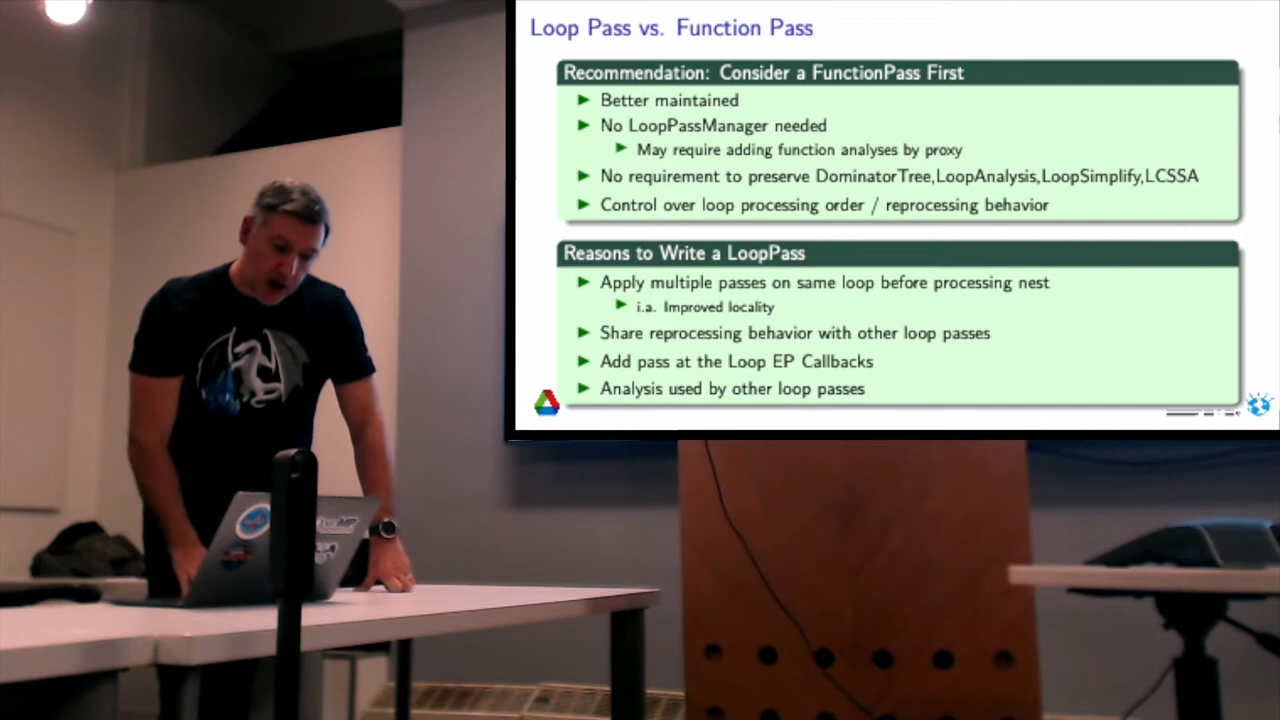 Loop Pass vs. Function Pass
Recommendation: Consider a FunctionPass First
Better maintained
No LoopPassManager needed
May require adding function analyses by proxy
No requirement to preserve DominatorTree,LoopAnalysis,LoopSimplify,LCSSA
Control over loop processing order / reprocessing behavior
Reasons to Write a LoopPass
Apply multiple passes on same loop before processing nest
i.a. Improved locality
Share reprocessing behavior with other loop passes
Add pass at the Loop EP Callbacks
Analysis used by other loop passes